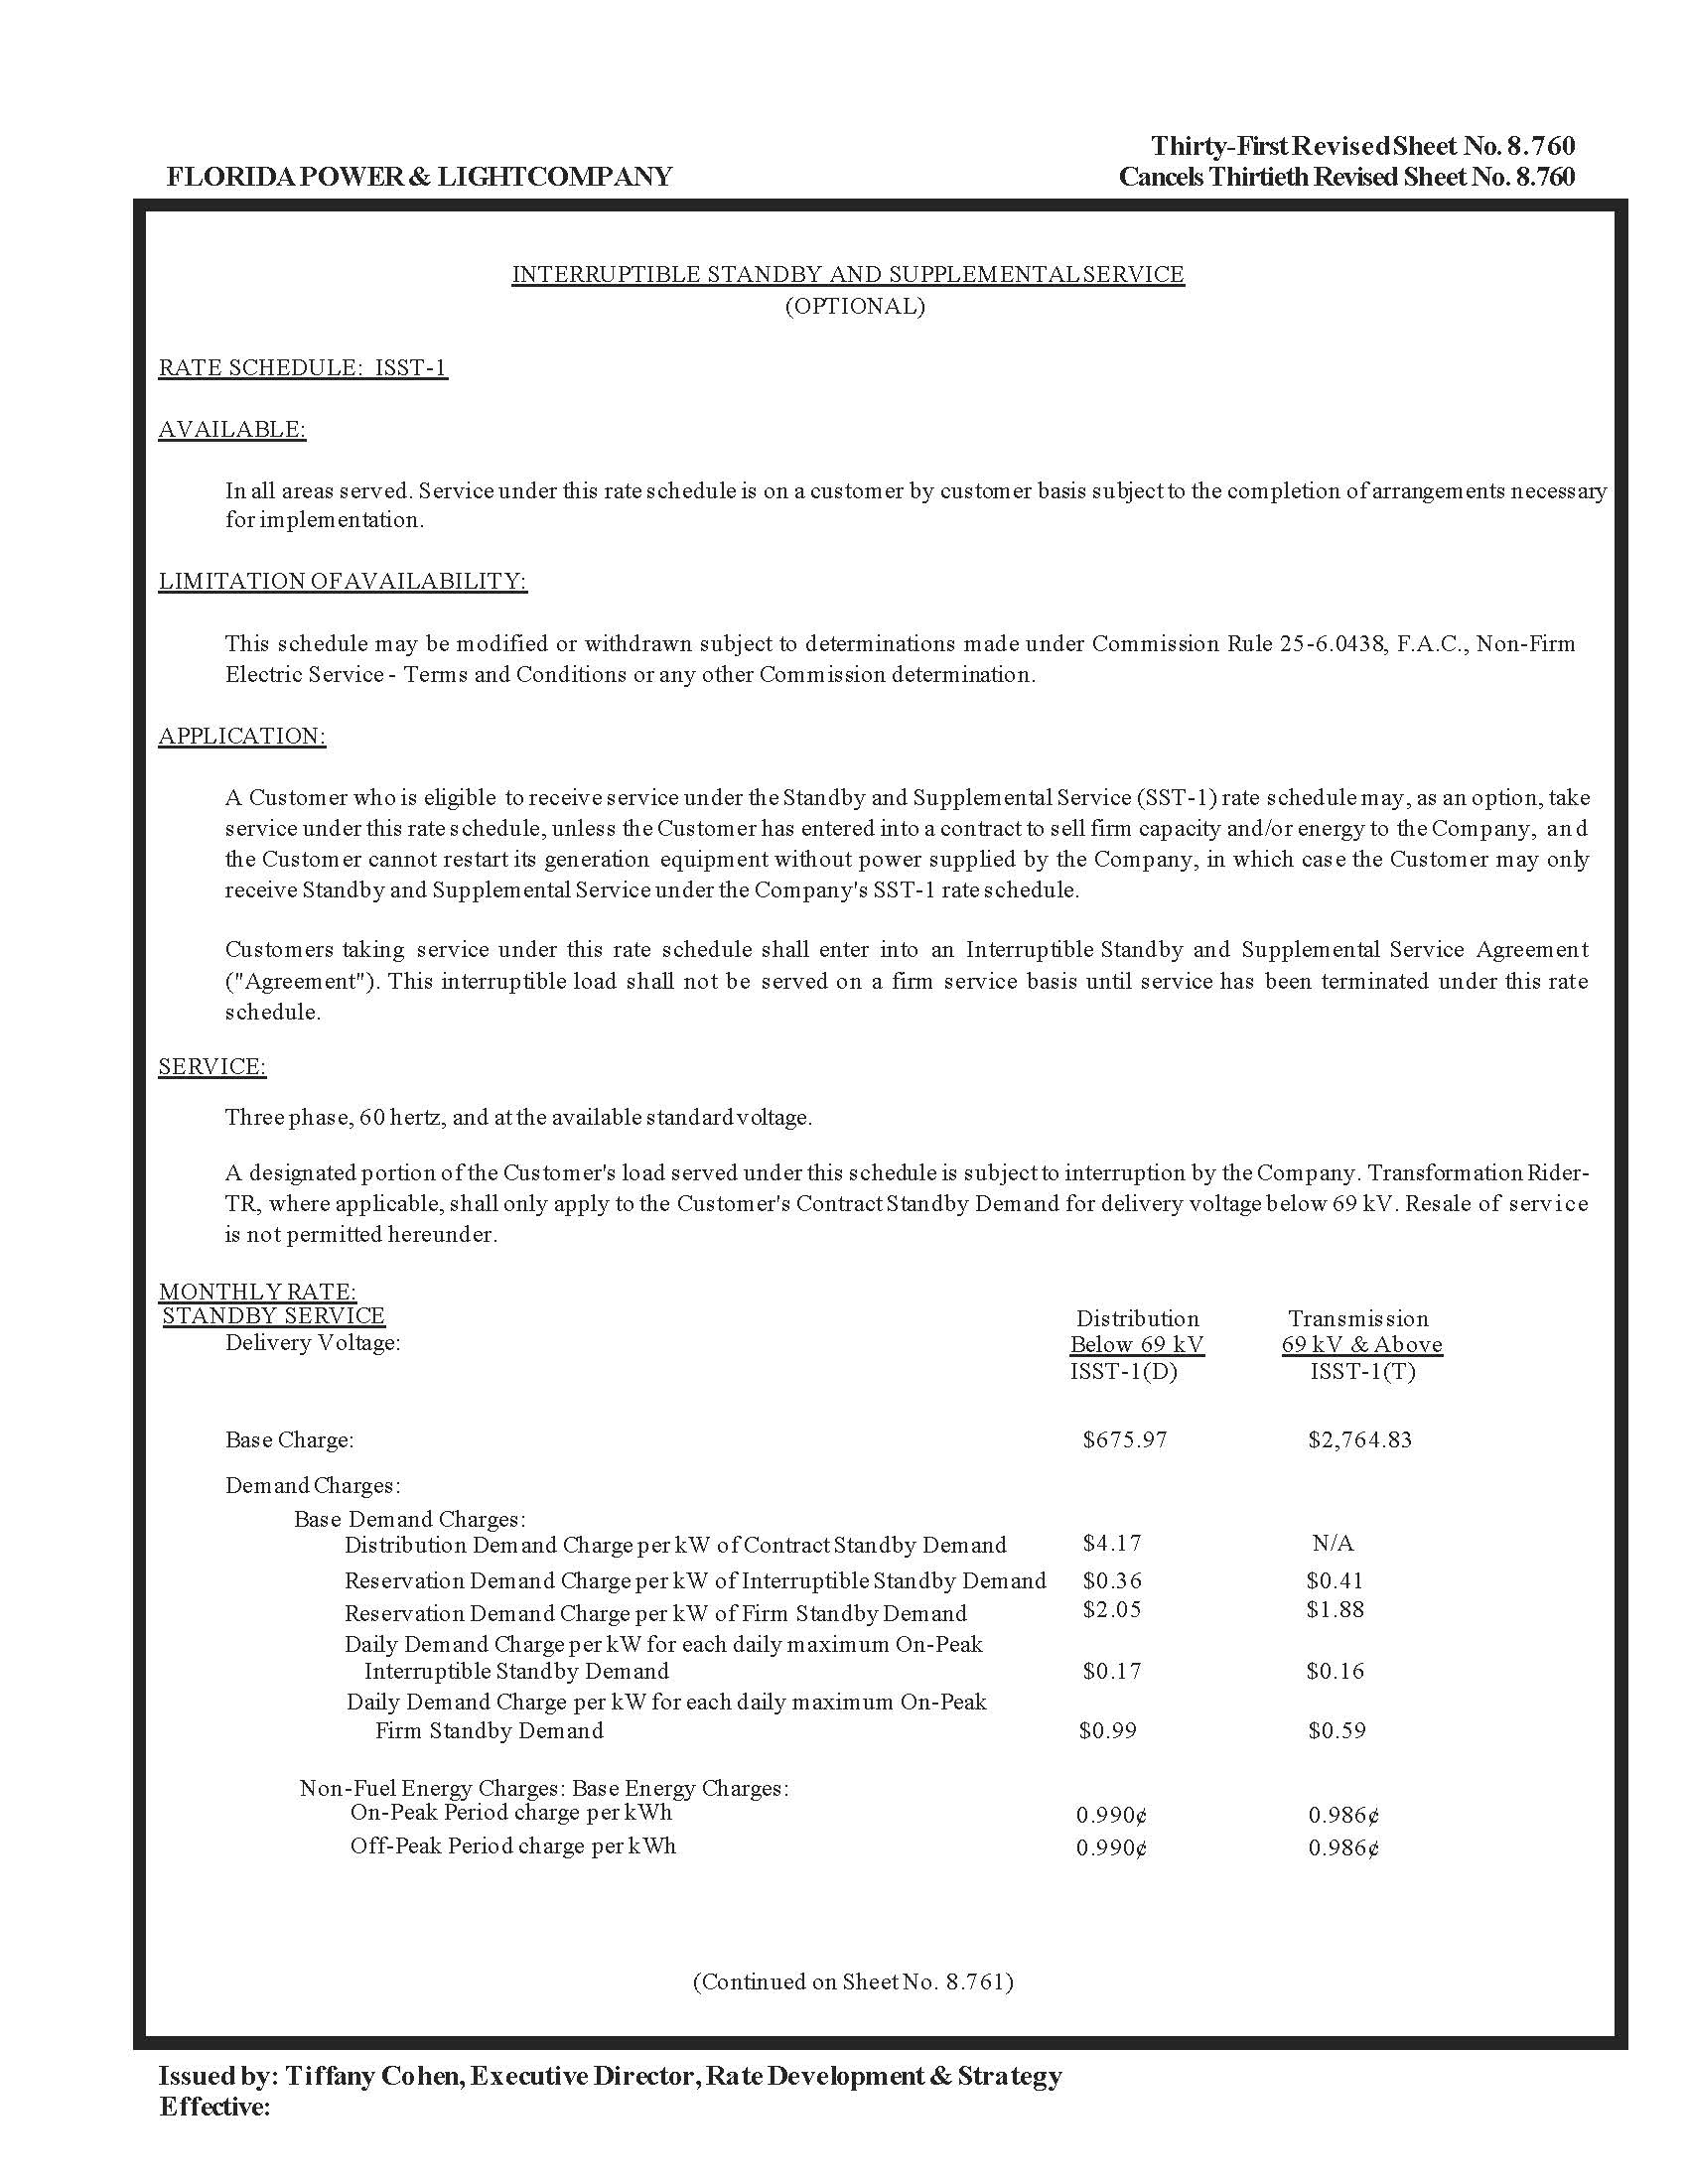 Thirty-First Revised Sheet No. 8.760
FLORIDA POWER & LIGHT COMPANY
Cancels Thirtieth Revised Sheet No. 8.760
INTERRUPTIBLE STANDBY AND SUPPLEMENTAL SERVICE
(OPTIONAL)
RATE SCHEDULE: ISST-1
AVAILABLE:
In all areas served. Service under this rate schedule is on a customer by customer basis subject to the completion of arrangements necessary
for implementation.
LIMITATION OF AVAILABILITY:
This schedule may be modified or withdrawn subject to determinations made under Commission Rule 25-6.0438, F.A.C., Non-Firm
Electric Service - Terms and Conditions or any other Commission determination.
APPLICATION:
A Customer who is eligible to receive service under the Standby and Supplemental Service (SST-1) rate schedule may, as an option, take
service under this rate schedule, unless the Customer has entered into a contract to sell firm capacity and/or energy to the Company, and
the Customer cannot restart its generation equipment without power supplied by the Company, in which case the Customer may only
receive Standby and Supplemental Service under the Company's SST-1 rate schedule.
Customers taking service under this rate schedule shall enter into an Interruptible Standby and Supplemental Service Agreement
("Agreement"). This interruptible load shall not be served on a firm service basis until service has been terminated under this rate
schedule.
SERVICE:
Three phase, 60 hertz, and at the available standard voltage.
A designated portion of the Customer's load served under this schedule is subject to interruption by the Company. Transformation Rider-
TR, where applicable, shall only apply to the Customer's Contract Standby Demand for delivery voltage below 69 kV. Resale of service
is not permitted hereunder.
MONTHLY RATE:
STANDBY SERVICE Distribution Transmission
Delivery Voltage: Below 69 kV 69 kV & Above
ISST-1(D) ISST-1(T)
Base Charge: $675.97 $2,764.83
Demand Charges:
Base Demand Charges:
Distribution Demand Charge per kW of Contract Standby Demand $4.17 N/A
Reservation Demand Charge per kW of Interruptible Standby Demand $0.36 $0.41
Reservation Demand Charge per kW of Firm Standby Demand $2.05 $1.88
Daily Demand Charge per kW for each daily maximum On-Peak
Interruptible Standby Demand $0.17 $0.16
Daily Demand Charge per kW for each daily maximum On-Peak
Firm Standby Demand $0.99 $0.59
Non-Fuel Energy Charges: Base Energy Charges:
On-Peak Period charge per kWh 0.990¢ 0.986¢
Off-Peak Period charge per kWh 0.990¢ 0.986¢
(Continued on Sheet No. 8.761)
Issued by: Tiffany Cohen, Executive Director, Rate Development & Strategy
Effective: